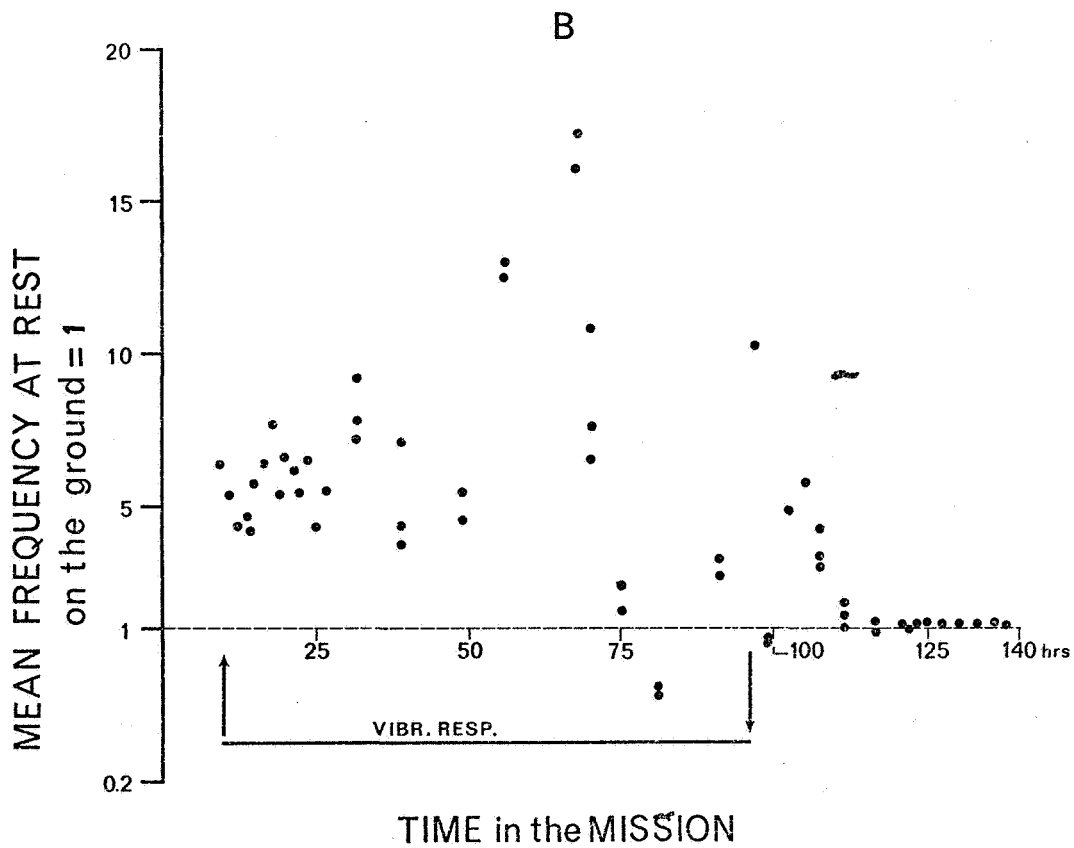 B
20
15
10
5
1
0.2
MEAN FREQUENCY AT REST
on the ground = 1
25
50
75
100
125
140 hrs
VIBR. RESP.
TIME in the MISSION